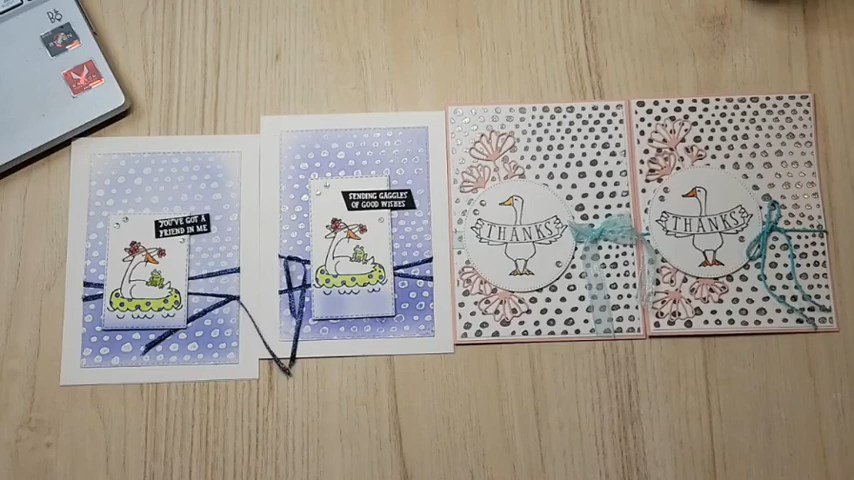 YOU'VE GOT A
FRIEND IN ME
SENDING GAGGLES
OF GOOD WISHES
THANKS
THANKS